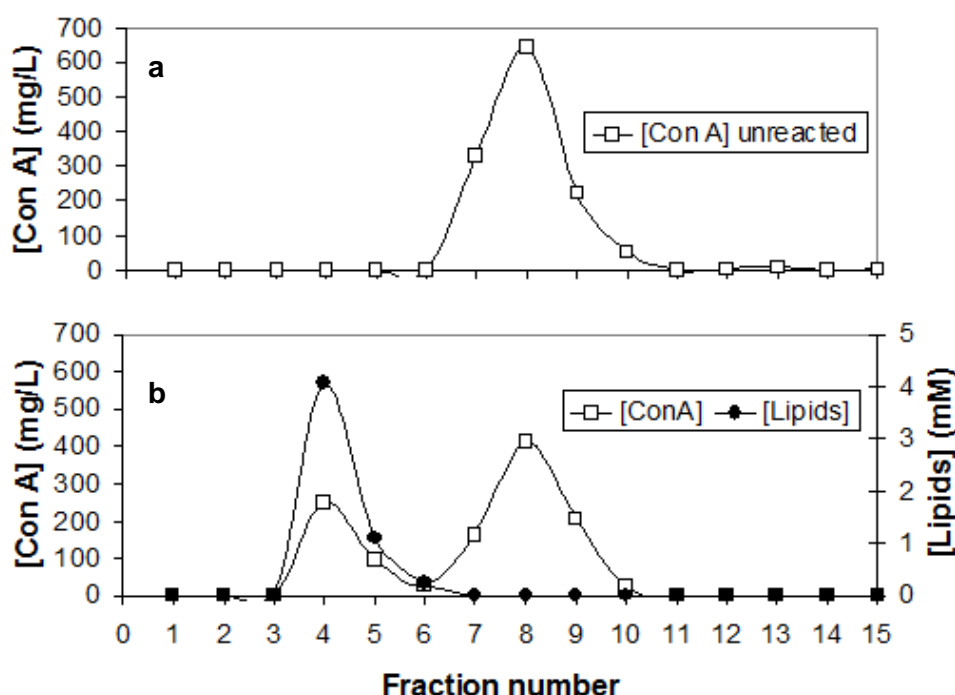 700
600
500
400
300
200
100
0
[Con A] (mg/L)
a
[Con A] unreacted
700
600
500
400
300
200
100
0
[Con A] (mg/L)
b
[ConA] [Lipids]
5
4
3
2
1
0
[Lipids] (mM)
0 1 2 3 4 5 6 7 8 9 10 11 12 13 14 15
Fraction number